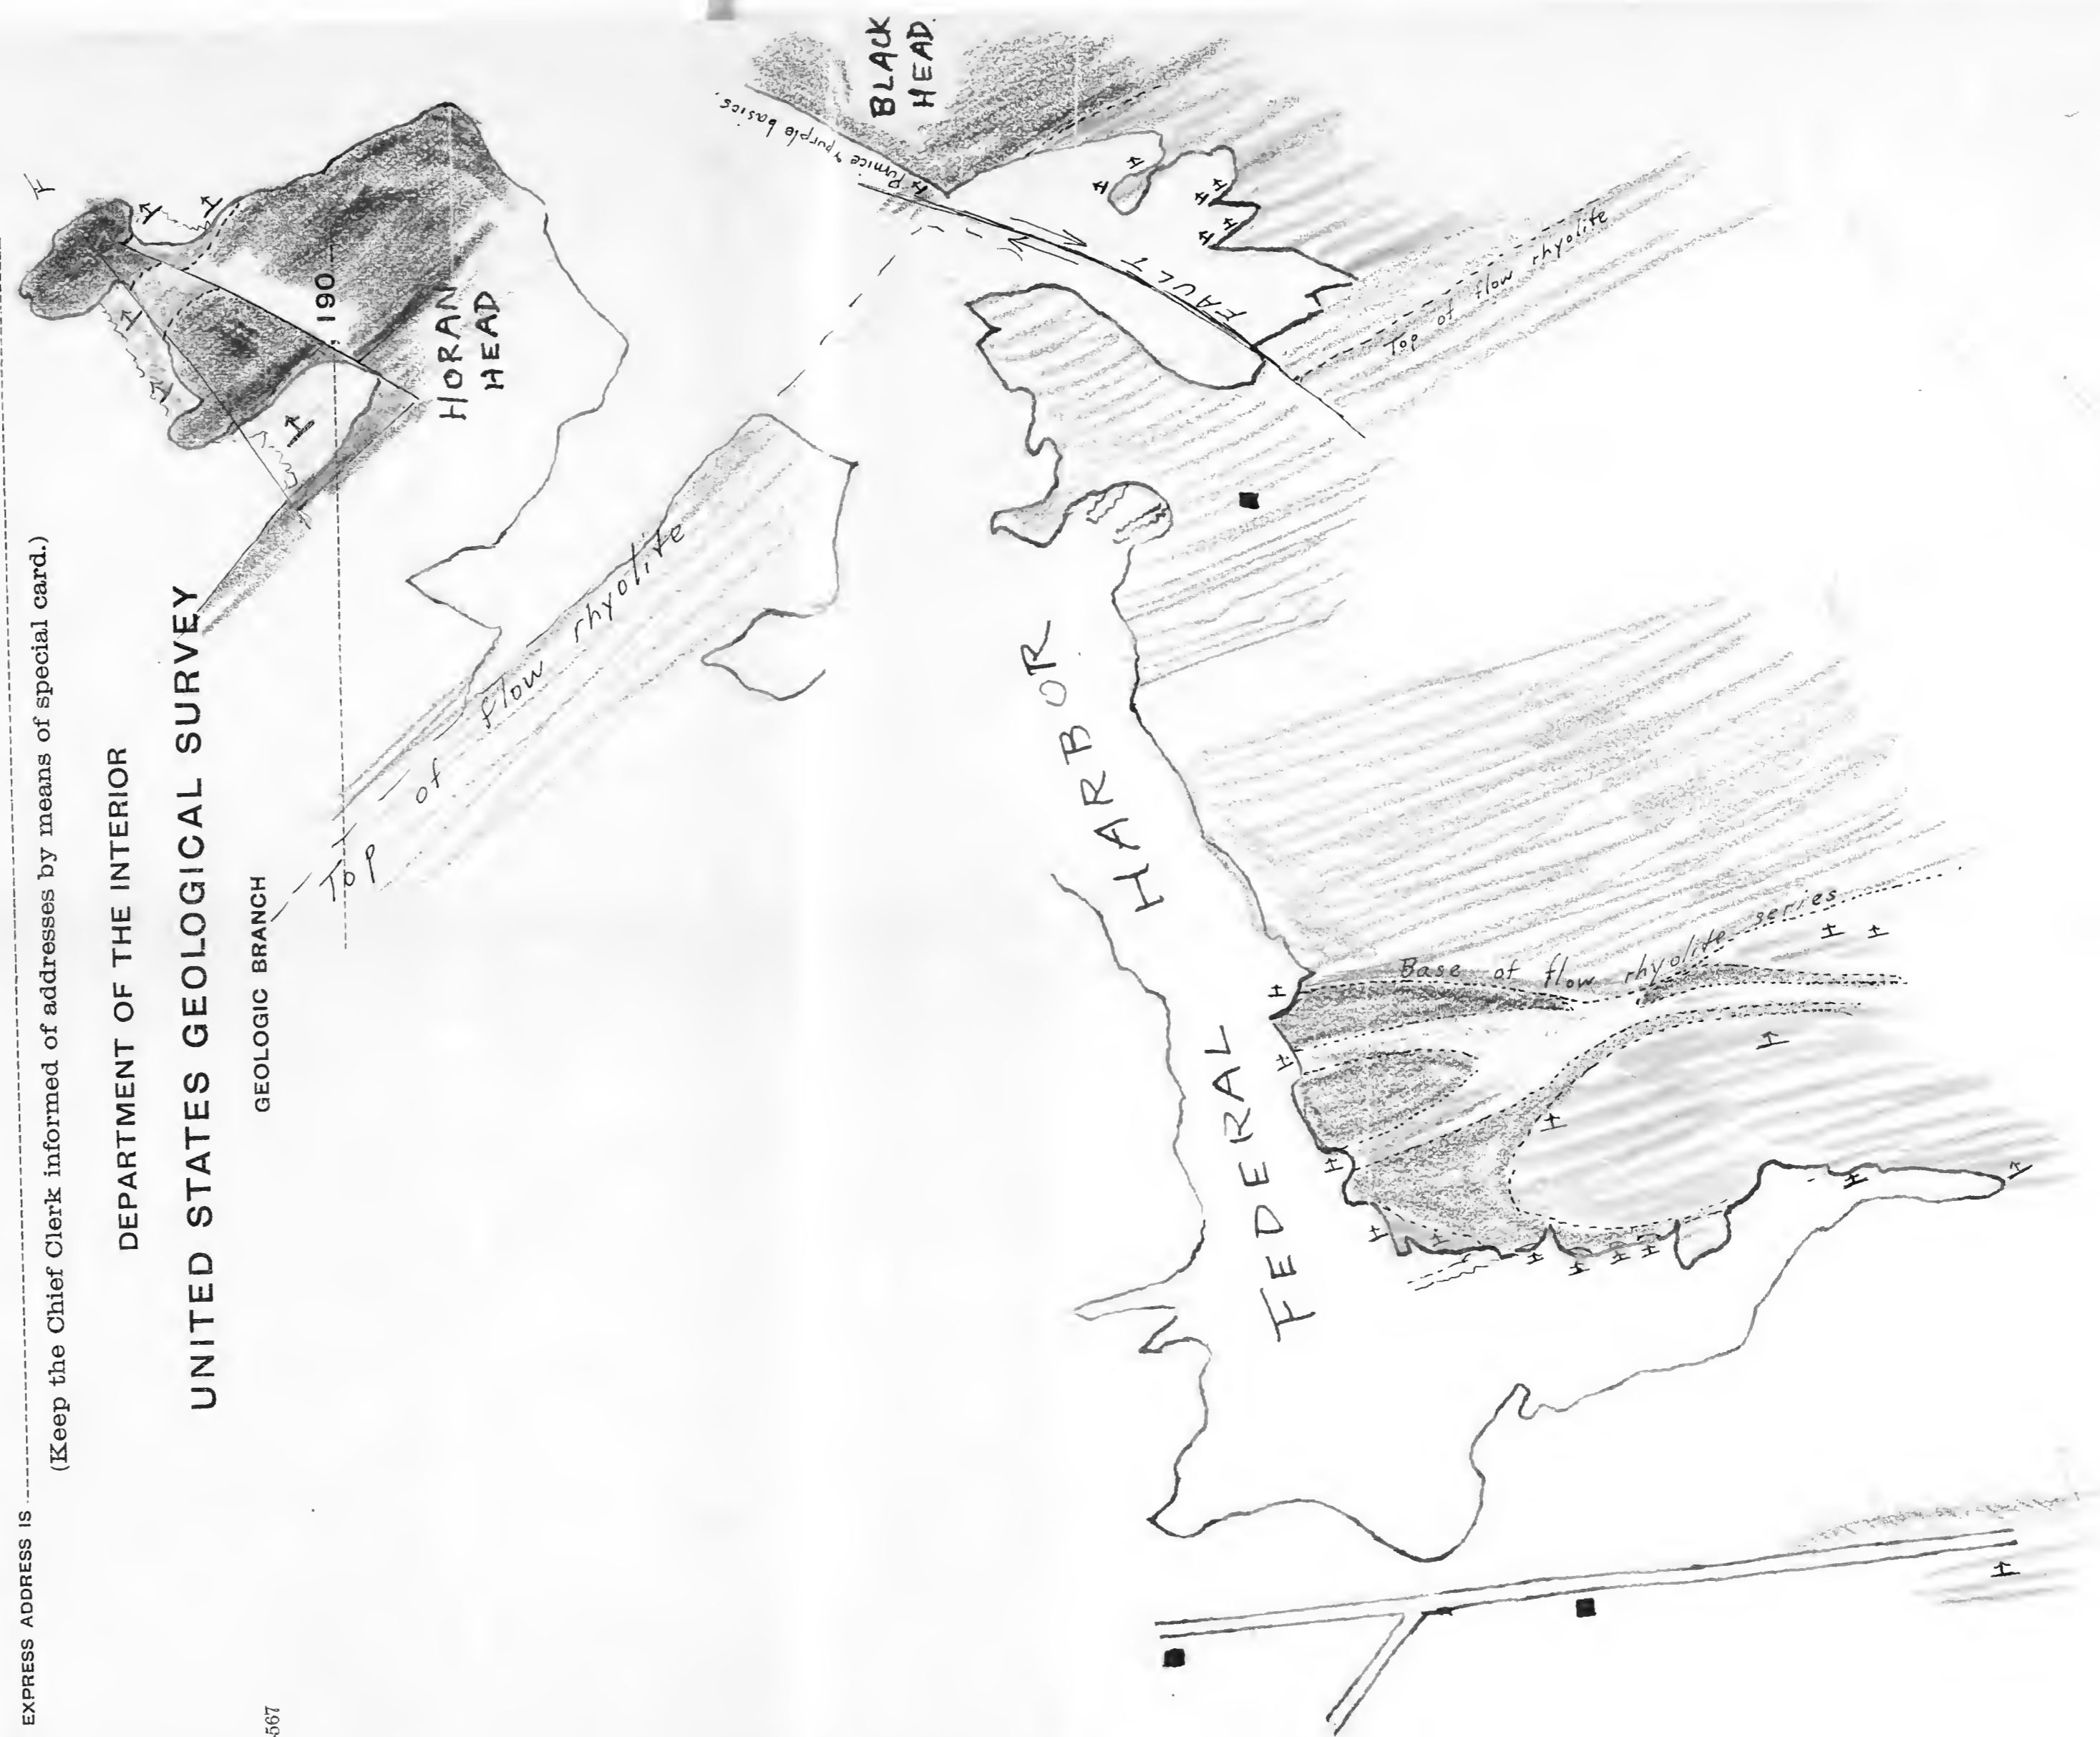 EXPRESS ADDRESS IS
(Keep the Chief Clerk informed of addresses by means of special card.)
DEPARTMENT OF THE INTERIOR
UNITED STATES GEOLOGICAL SURVEY
GEOLOGIC BRANCH
567
, 190
HORAN
HEAD
Top of flow rhyolite
BLACK
HEAD.
Pumice & purple basics.
FAULT
Top of flow rhyolite
FEDERAL HARBOR
Base of flow rhyolite series